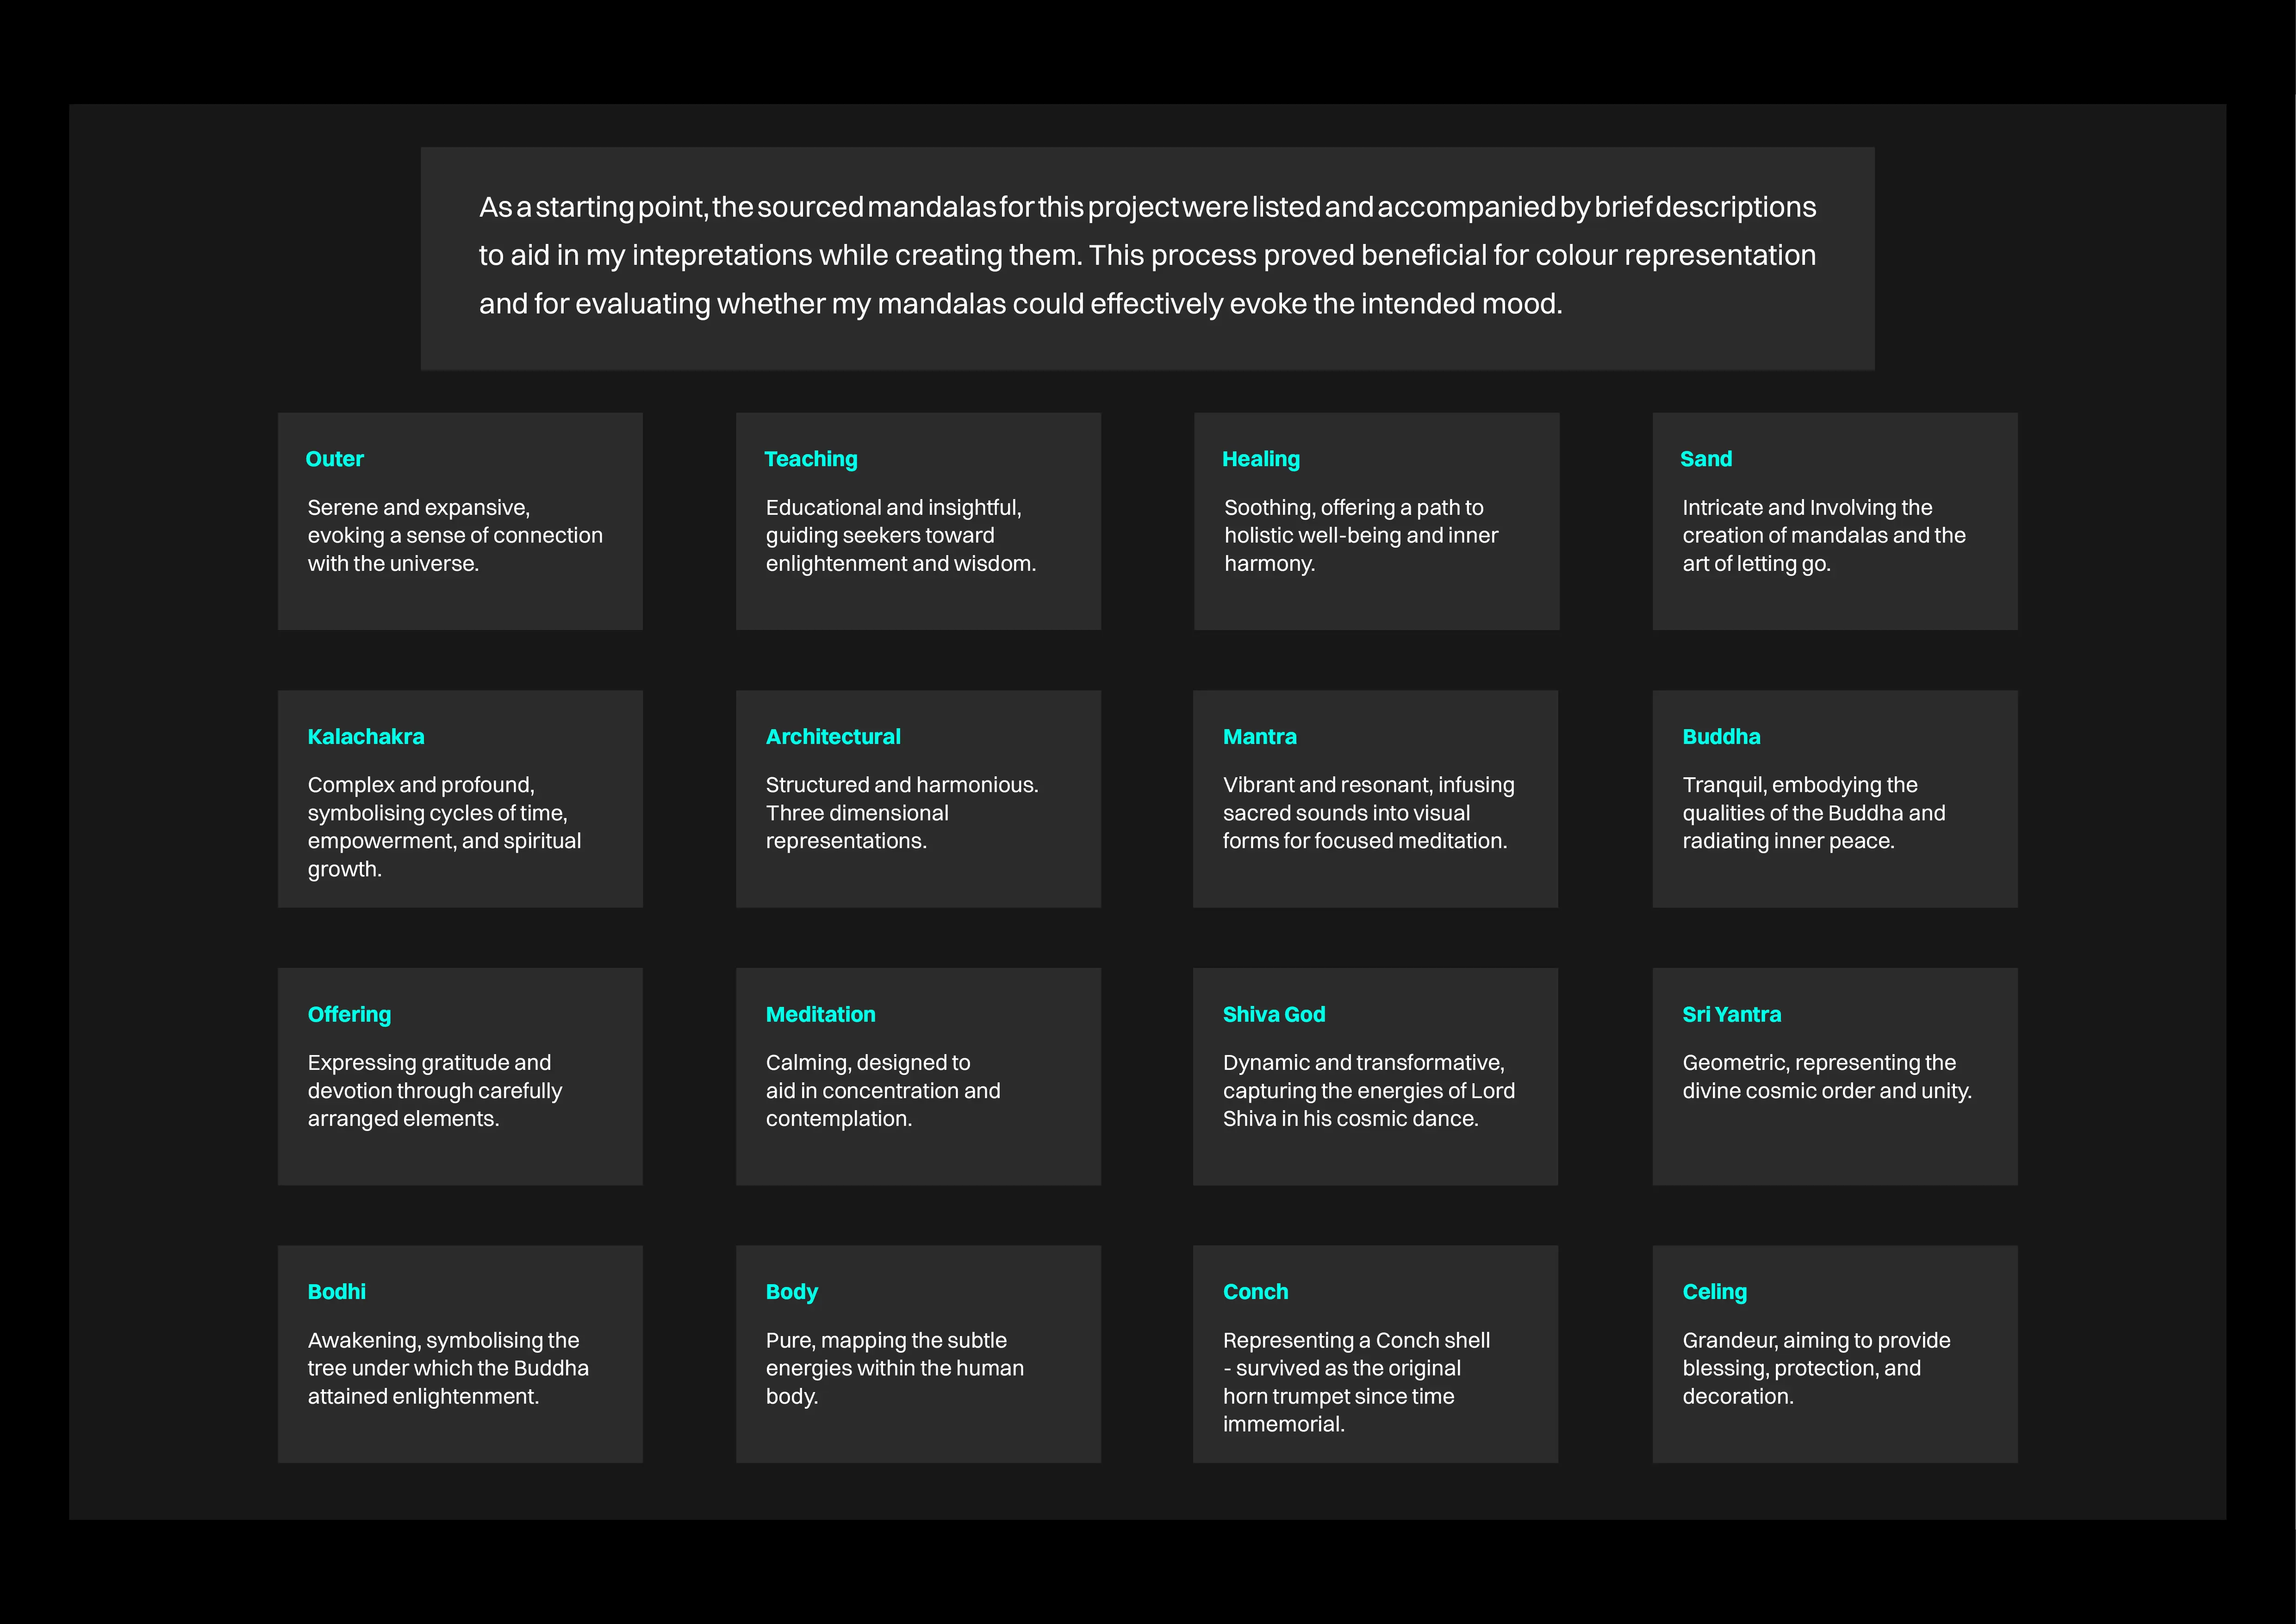 As a starting point, the sourced mandalas for this project were listed and accompanied by brief descriptions
to aid in my intepretations while creating them. This process proved beneficial for colour representation
and for evaluating whether my mandalas could effectively evoke the intended mood.
Outer
Serene and expansive,
evoking a sense of connection
with the universe.
Teaching
Educational and insightful,
guiding seekers toward
enlightenment and wisdom.
Healing
Soothing, offering a path to
holistic well-being and inner
harmony.
Sand
Intricate and Involving the
creation of mandalas and the
art of letting go.
Kalachakra
Complex and profound,
symbolising cycles of time,
empowerment, and spiritual
growth.
Architectural
Structured and harmonious.
Three dimensional
representations.
Mantra
Vibrant and resonant, infusing
sacred sounds into visual
forms for focused meditation.
Buddha
Tranquil, embodying the
qualities of the Buddha and
radiating inner peace.
Offering
Expressing gratitude and
devotion through carefully
arranged elements.
Meditation
Calming, designed to
aid in concentration and
contemplation.
Shiva God
Dynamic and transformative,
capturing the energies of Lord
Shiva in his cosmic dance.
Sri Yantra
Geometric, representing the
divine cosmic order and unity.
Bodhi
Awakening, symbolising the
tree under which the Buddha
attained enlightenment.
Body
Pure, mapping the subtle
energies within the human
body.
Conch
Representing a Conch shell
- survived as the original
horn trumpet since time
immemorial.
Celing
Grandeur, aiming to provide
blessing, protection, and
decoration.